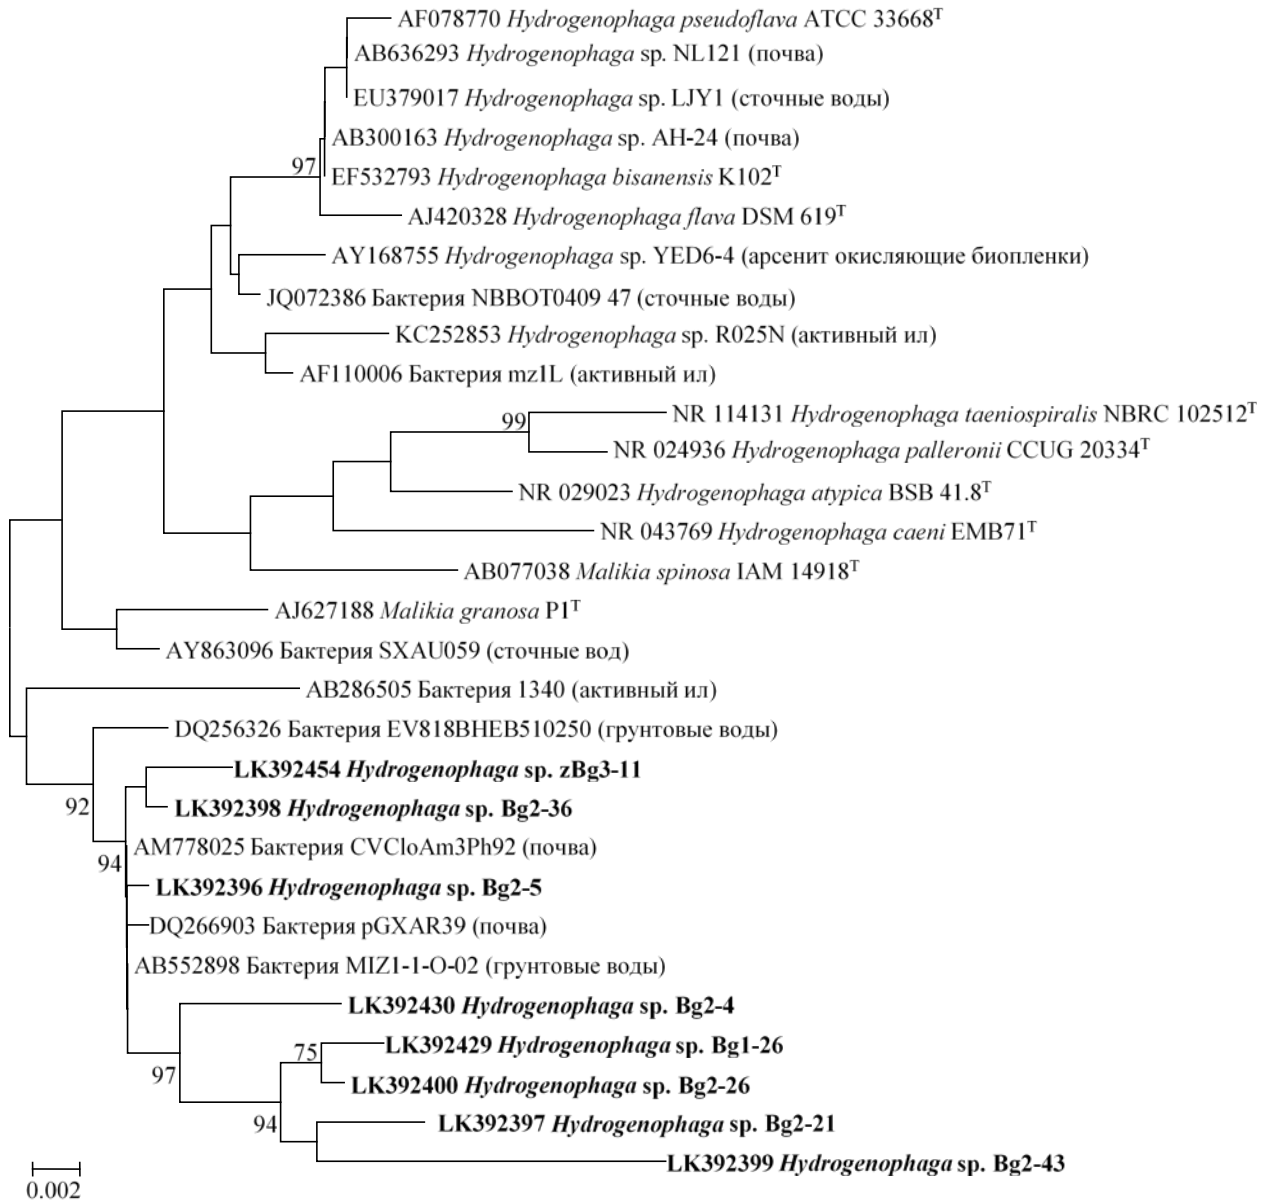 AF078770 Hydrogenophaga pseudoflava ATCC 33668ᵀ
AB636293 Hydrogenophaga sp. NL121 (почва)
EU379017 Hydrogenophaga sp. LJY1 (сточные воды)
AB300163 Hydrogenophaga sp. AH-24 (почва)
97
EF532793 Hydrogenophaga bisanensis K102ᵀ
AJ420328 Hydrogenophaga flava DSM 619ᵀ
AY168755 Hydrogenophaga sp. YED6-4 (арсенит окисляющие биопленки)
JQ072386 Бактерия NBBOT0409 47 (сточные воды)
KC252853 Hydrogenophaga sp. R025N (активный ил)
AF110006 Бактерия mz1L (активный ил)
99
NR 114131 Hydrogenophaga taeniospiralis NBRC 102512ᵀ
NR 024936 Hydrogenophaga palleronii CCUG 20334ᵀ
NR 029023 Hydrogenophaga atypica BSB 41.8ᵀ
NR 043769 Hydrogenophaga caeni EMB71ᵀ
AB077038 Malikia spinosa IAM 14918ᵀ
AJ627188 Malikia granosa P1ᵀ
AY863096 Бактерия SXAU059 (сточные вод)
AB286505 Бактерия 1340 (активный ил)
DQ256326 Бактерия EV818BHEB510250 (грунтовые воды)
LK392454 Hydrogenophaga sp. zBg3-11
92
LK392398 Hydrogenophaga sp. Bg2-36
AM778025 Бактерия CVCloAm3Ph92 (почва)
94
LK392396 Hydrogenophaga sp. Bg2-5
DQ266903 Бактерия pGXAR39 (почва)
AB552898 Бактерия MIZ1-1-O-02 (грунтовые воды)
LK392430 Hydrogenophaga sp. Bg2-4
75
LK392429 Hydrogenophaga sp. Bg1-26
97
LK392400 Hydrogenophaga sp. Bg2-26
94
LK392397 Hydrogenophaga sp. Bg2-21
LK392399 Hydrogenophaga sp. Bg2-43
0.002